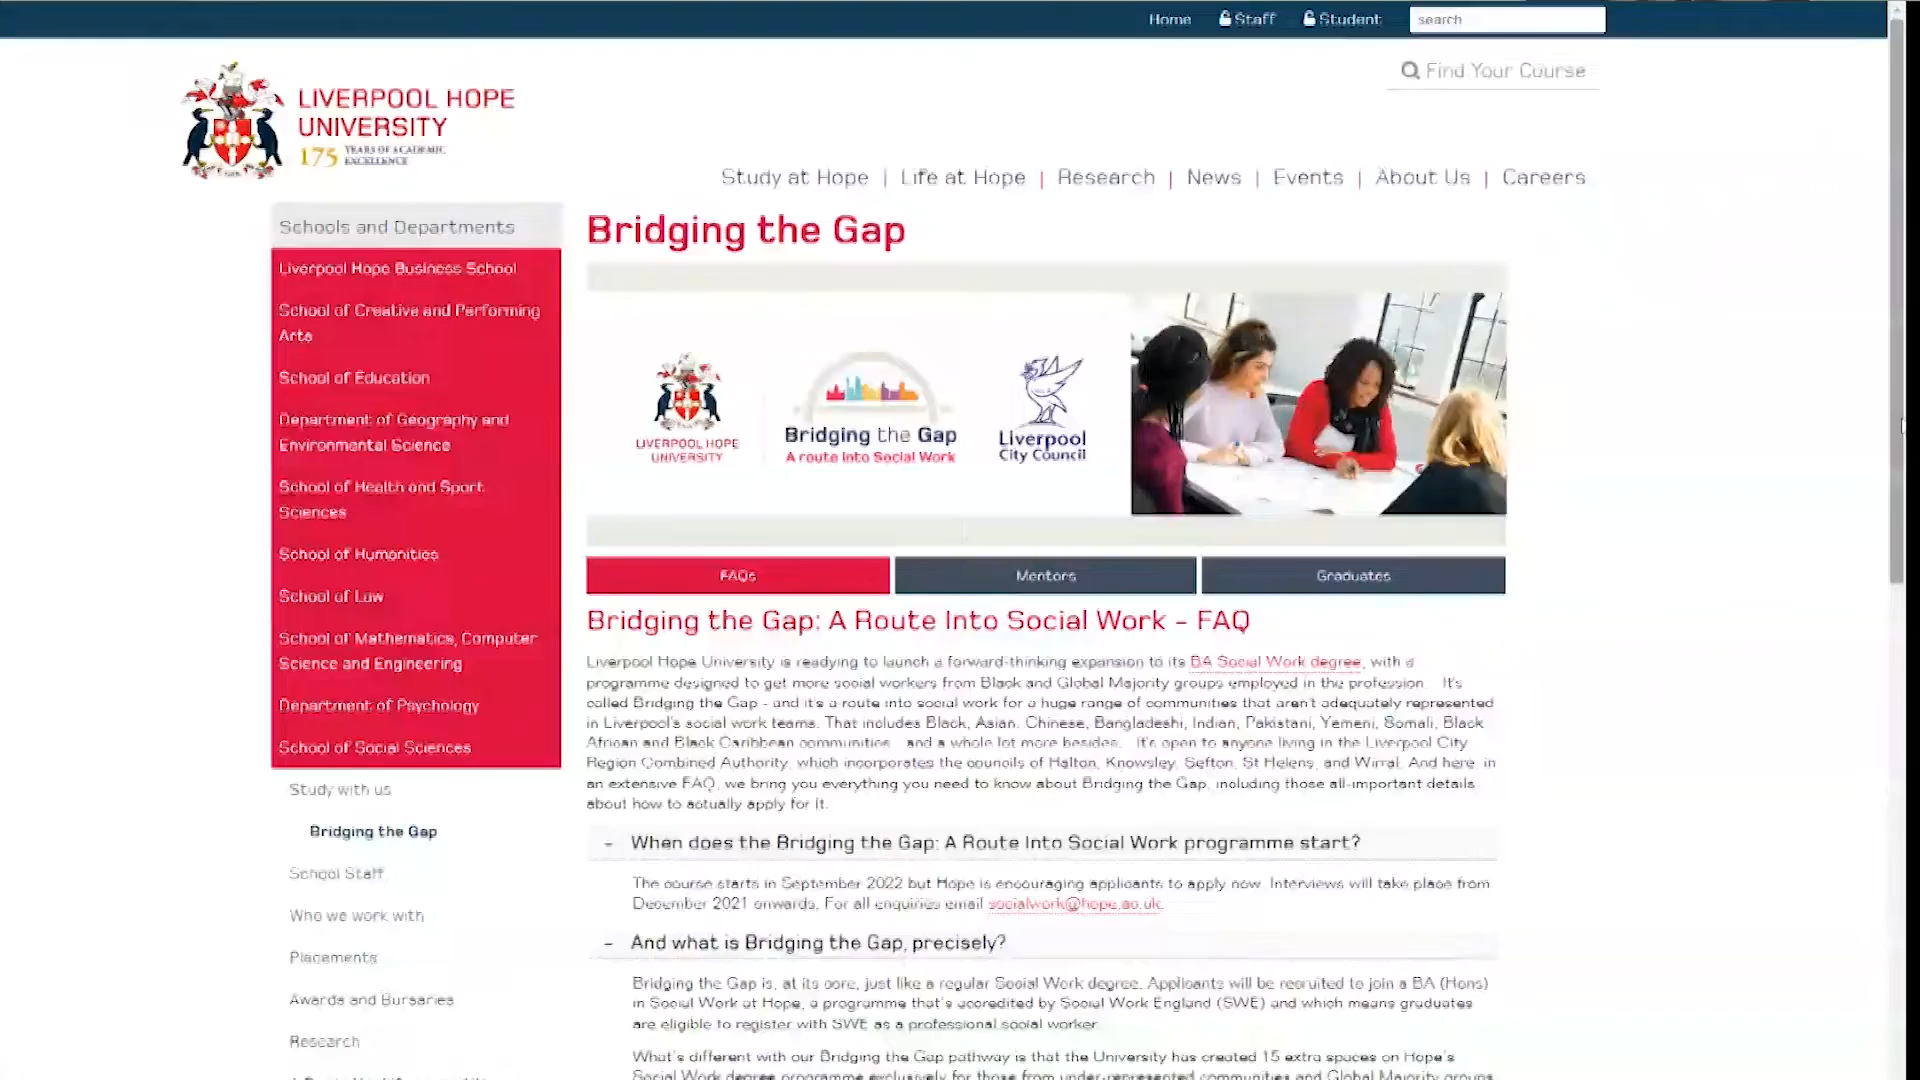 Home Staff Student search
Find Your Course
LIVERPOOL HOPE
UNIVERSITY
175 YEARS OF ACADEMIC
EXCELLENCE
Study at Hope | Life at Hope | Research | News | Events | About Us | Careers
Schools and Departments
Liverpool Hope Business School
School of Creative and Performing
Arts
School of Education
Department of Geography and
Environmental Science
School of Health and Sport
Sciences
School of Humanities
School of Law
School of Mathematics, Computer
Science and Engineering
Department of Psychology
School of Social Sciences
Study with us
Bridging the Gap
School Staff
Who we work with
Placements
Awards and Bursaries
Research
Bridging the Gap
LIVERPOOL HOPE
UNIVERSITY
Bridging the Gap
A route into Social Work
Liverpool
City Council
FAQs Mentors Graduates
Bridging the Gap: A Route Into Social Work - FAQ
Liverpool Hope University is readying to launch a forward-thinking expansion to its BA Social Work degree, with a
programme designed to get more social workers from Black and Global Majority groups employed in the profession. It's
called Bridging the Gap - and it's a route into social work for a huge range of communities that aren't adequately represented
in Liverpool's social work teams. That includes Black, Asian, Chinese, Bangladeshi, Indian, Pakistani, Yemeni, Somali, Black
African and Black Caribbean communities - and a whole lot more besides. It's open to anyone living in the Liverpool City
Region Combined Authority, which incorporates the councils of Halton, Knowsley, Sefton, St Helens, and Wirral. And here, in
an extensive FAQ, we bring you everything you need to know about Bridging the Gap, including those all-important details
about how to actually apply for it.
- When does the Bridging the Gap: A Route Into Social Work programme start?
The course starts in September 2022 but Hope is encouraging applicants to apply now. Interviews will take place from
December 2021 onwards. For all enquiries email socialwork@hope.ac.uk.
- And what is Bridging the Gap, precisely?
Bridging the Gap is, at its core, just like a regular Social Work degree. Applicants will be recruited to join a BA (Hons)
in Social Work at Hope, a programme that's accredited by Social Work England (SWE) and which means graduates
are eligible to register with SWE as a professional social worker.
What's different with our Bridging the Gap pathway is that the University has created 15 extra spaces on Hope's
Social Work degree programme exclusively for those from under-represented communities and Global Majority groups